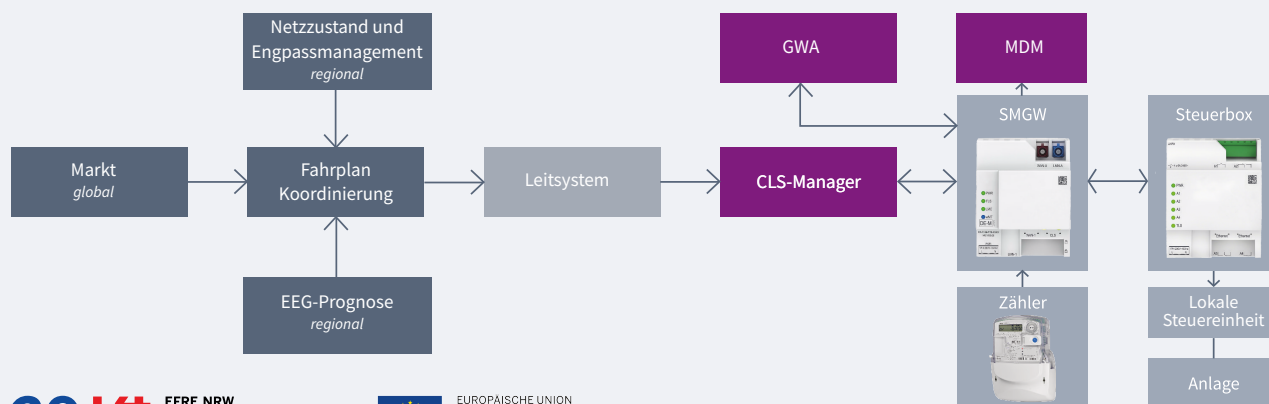 Netzzustand und
Engpassmanagement
regional
GWA
MDM
SMGW
Steuerbox
Markt
global
Fahrplan
Koordinierung
Leitsystem
CLS-Manager
EEG-Prognose
regional
Zähler
Lokale
Steuereinheit
Anlage
EFRE.NRW
EUROPÄISCHE UNION